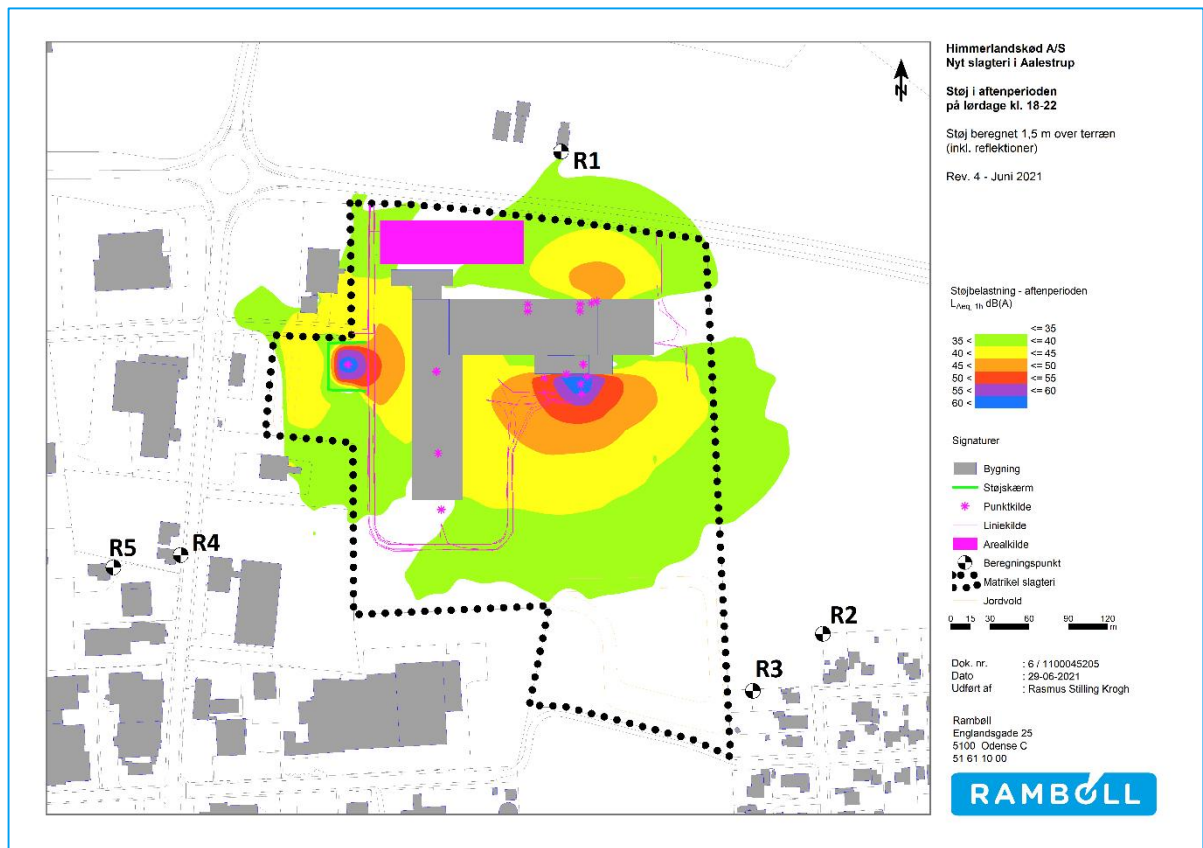 Himmerlandskød A/S
Nyt slagteri i Aalestrup
Støj i aftenperioden
på lørdage kl. 18-22
Støj beregnet 1,5 m over terræn
(inkl. reflektioner)
Rev. 4 - Juni 2021
N
R1
R5
R4
R2
R3
Støjbelastning - aftenperioden
LAeq, 1h dB(A)
<= 35
35 < <= 40
40 < <= 45
45 < <= 50
50 < <= 55
55 < <= 60
60 <
Signaturer
Bygning
Støjskærm
Punktkilde
Liniekilde
Arealkilde
Beregningspunkt
Matrikel slagteri
Jordvold
0 15 30 60 90 120
m
Dok. nr. : 6 / 1100045205
Dato : 29-06-2021
Udført af : Rasmus Stilling Krogh
Rambøll
Englandsgade 25
5100 Odense C
51 61 10 00
RAMBOLL